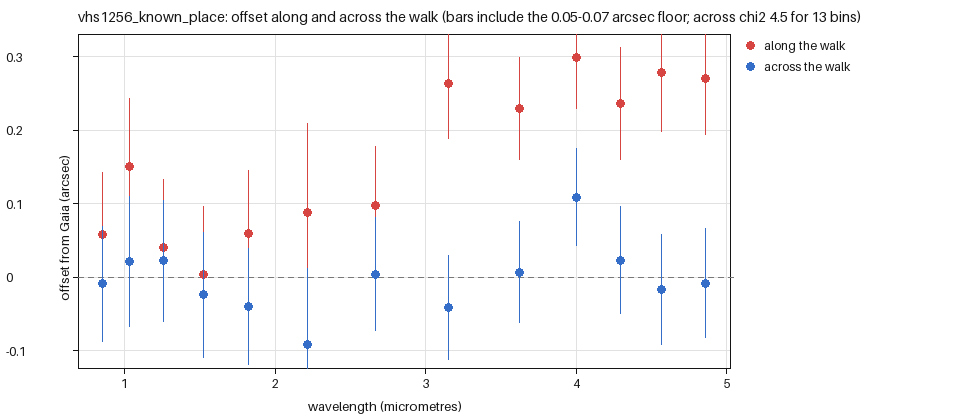 vhs1256_known_place: offset along and across the walk (bars include the 0.05-0.07 arcsec floor; across chi2 4.5 for 13 bins)
along the walk
across the walk
0.3
0.2
0.1
0
-0.1
offset from Gaia (arcsec)
1
2
3
4
5
wavelength (micrometres)